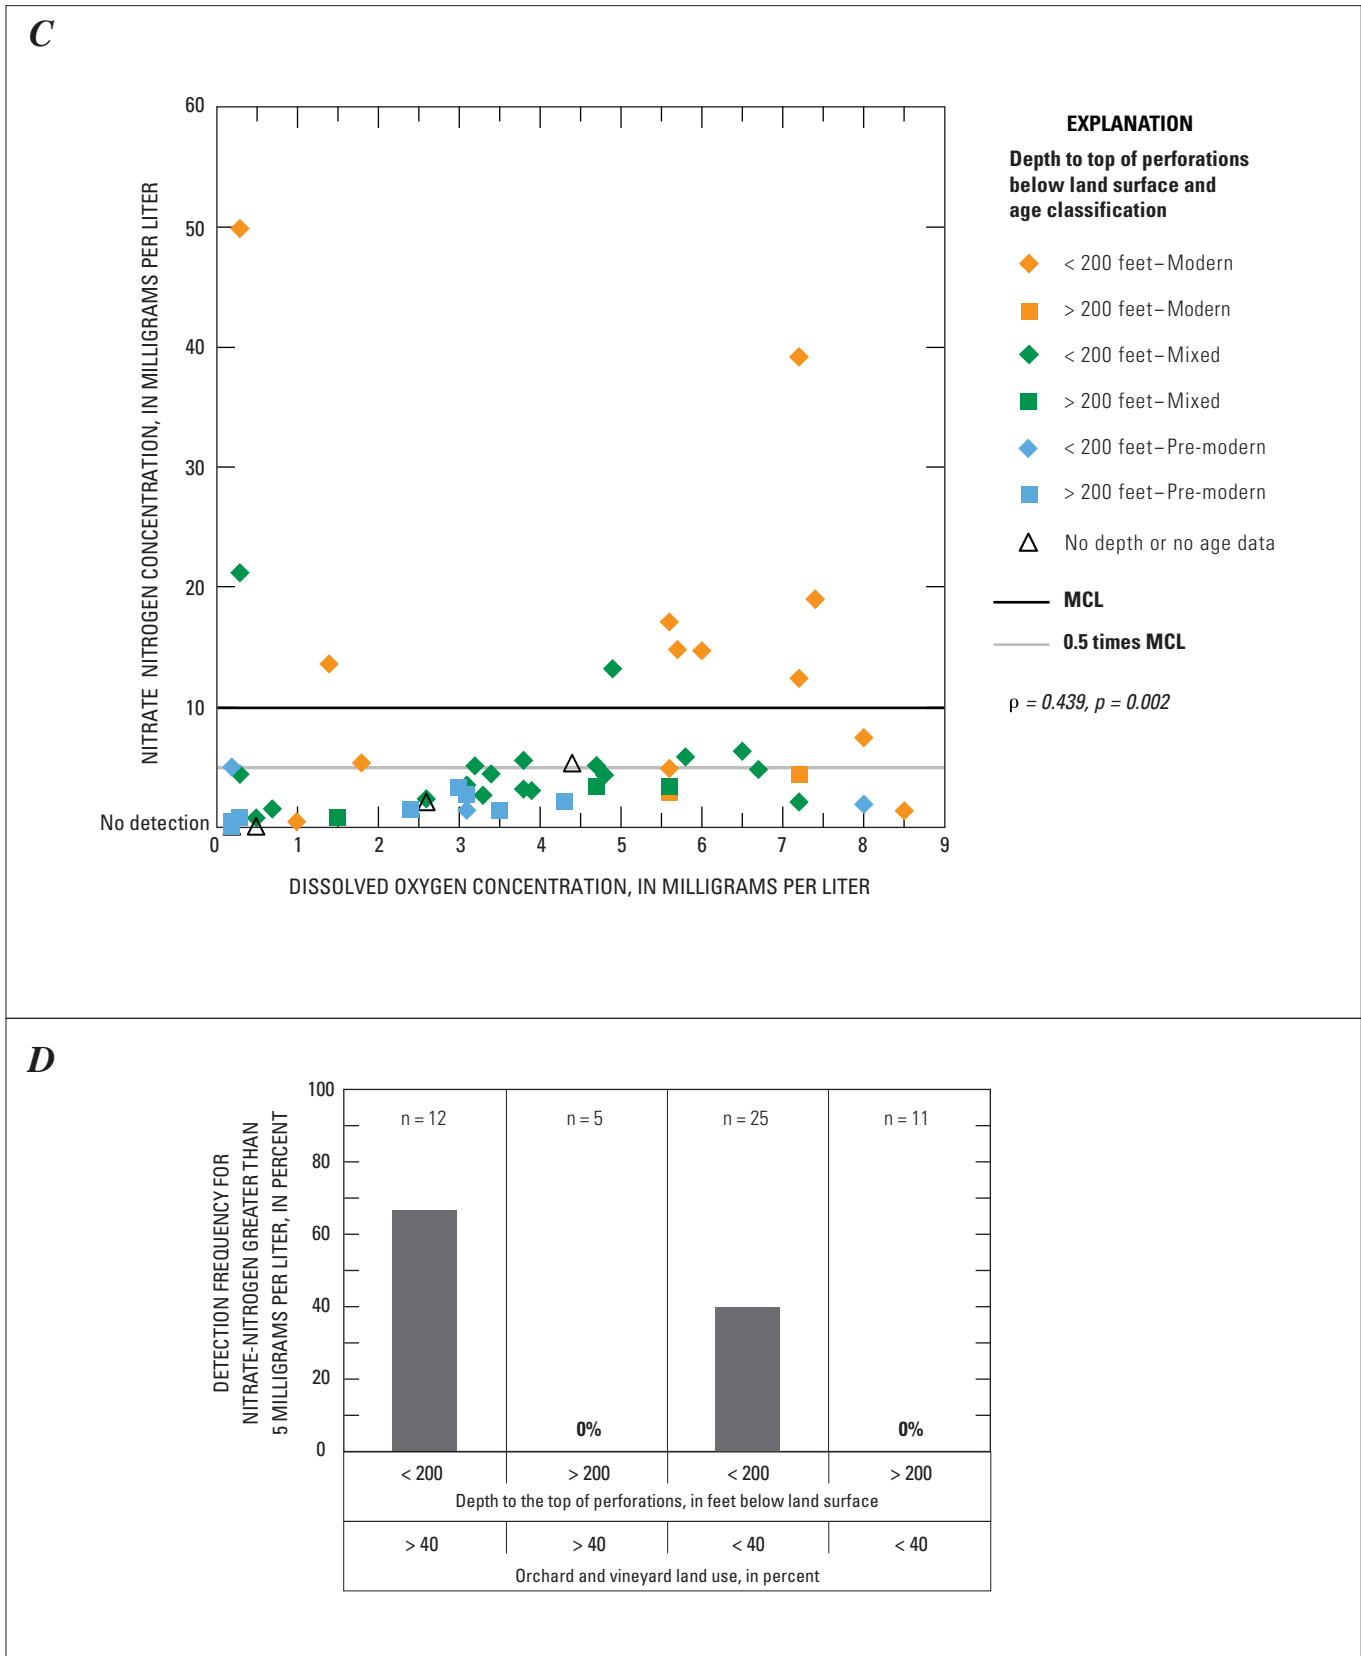 C
60
50
40
30
20
10
No detection
NITRATE NITROGEN CONCENTRATION, IN MILLIGRAMS PER LITER
0 1 2 3 4 5 6 7 8 9
DISSOLVED OXYGEN CONCENTRATION, IN MILLIGRAMS PER LITER
EXPLANATION
Depth to top of perforations
below land surface and
age classification
< 200 feet–Modern
> 200 feet–Modern
< 200 feet–Mixed
> 200 feet–Mixed
< 200 feet–Pre-modern
> 200 feet–Pre-modern
No depth or no age data
MCL
0.5 times MCL
ρ = 0.439, p = 0.002
D
DETECTION FREQUENCY FOR
NITRATE-NITROGEN GREATER THAN
5 MILLIGRAMS PER LITER, IN PERCENT
100
80
60
40
20
0
n = 12 n = 5 n = 25 n = 11
0% 0%
< 200 > 200 < 200 > 200
Depth to the top of perforations, in feet below land surface
> 40 > 40 < 40 < 40
Orchard and vineyard land use, in percent